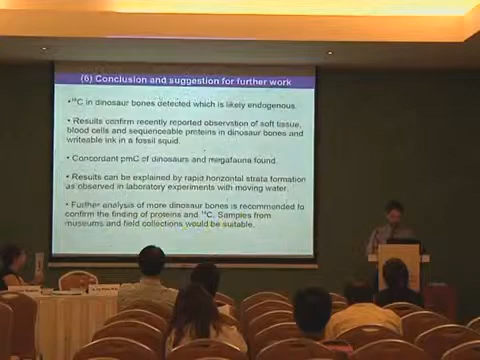 (6) Conclusion and suggestion for further work
•¹⁴C in dinosaur bones detected which is likely endogenous.
•Results confirm recently reported observation of soft tissue,
blood cells and sequenceable proteins in dinosaur bones and
writeable ink in a fossil squid.
•Concordant pmC of dinosaurs and megafauna found.
•Results can be explained by rapid horizontal strata formation
as observed in laboratory experiments with moving water.
•Further analysis of more dinosaur bones is recommended to
confirm the finding of proteins and ¹⁴C. Samples from
museums and field collections would be suitable.